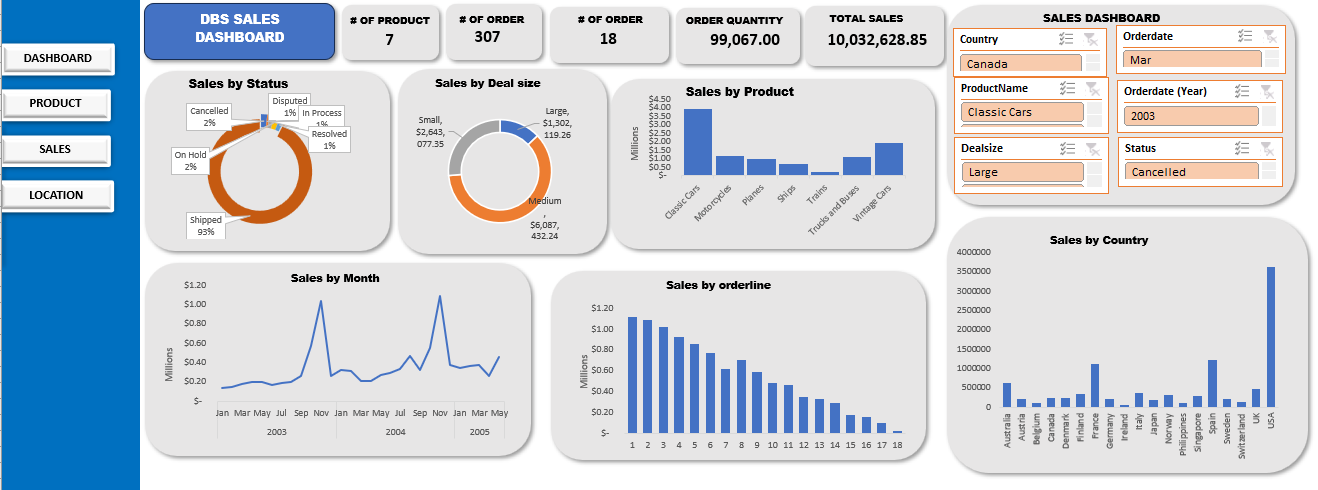 DBS SALES
DASHBOARD
# OF PRODUCT
7
# OF ORDER
307
# OF ORDER
18
ORDER QUANTITY
99,067.00
TOTAL SALES
10,032,628.85
DASHBOARD
PRODUCT
SALES
LOCATION
SALES DASHBOARD
Country
Canada
Orderdate
Mar
ProductName
Classic Cars
Orderdate (Year)
2003
Dealsize
Large
Status
Cancelled
Sales by Status
Cancelled
2%
Disputed
1%
In Process
1%
Resolved
1%
On Hold
2%
Shipped
93%
Sales by Deal size
Large,
$1,302,
119.26
Small,
$2,643,
077.35
Medium
,
$6,087,
432.24
Sales by Product
Millions
$4.50
$4.00
$3.50
$3.00
$2.50
$2.00
$1.50
$1.00
$0.50
$-
Classic Cars
Motorcycles
Planes
Ships
Trains
Trucks and Buses
Vintage Cars
Sales by Month
Millions
$1.20
$1.00
$0.80
$0.60
$0.40
$0.20
$-
Jan Mar May Jul Sep Nov Jan Mar May Jul Sep Nov Jan Mar May
2003 2004 2005
Sales by orderline
Millions
$1.20
$1.00
$0.80
$0.60
$0.40
$0.20
$-
1 2 3 4 5 6 7 8 9 10 11 12 13 14 15 16 17 18
Sales by Country
4000000
3500000
3000000
2500000
2000000
1500000
1000000
500000
0
Australia
Austria
Belgium
Canada
Denmark
Finland
France
Germany
Ireland
Italy
Japan
Norway
Philippines
Singapore
Spain
Sweden
Switzerland
UK
USA